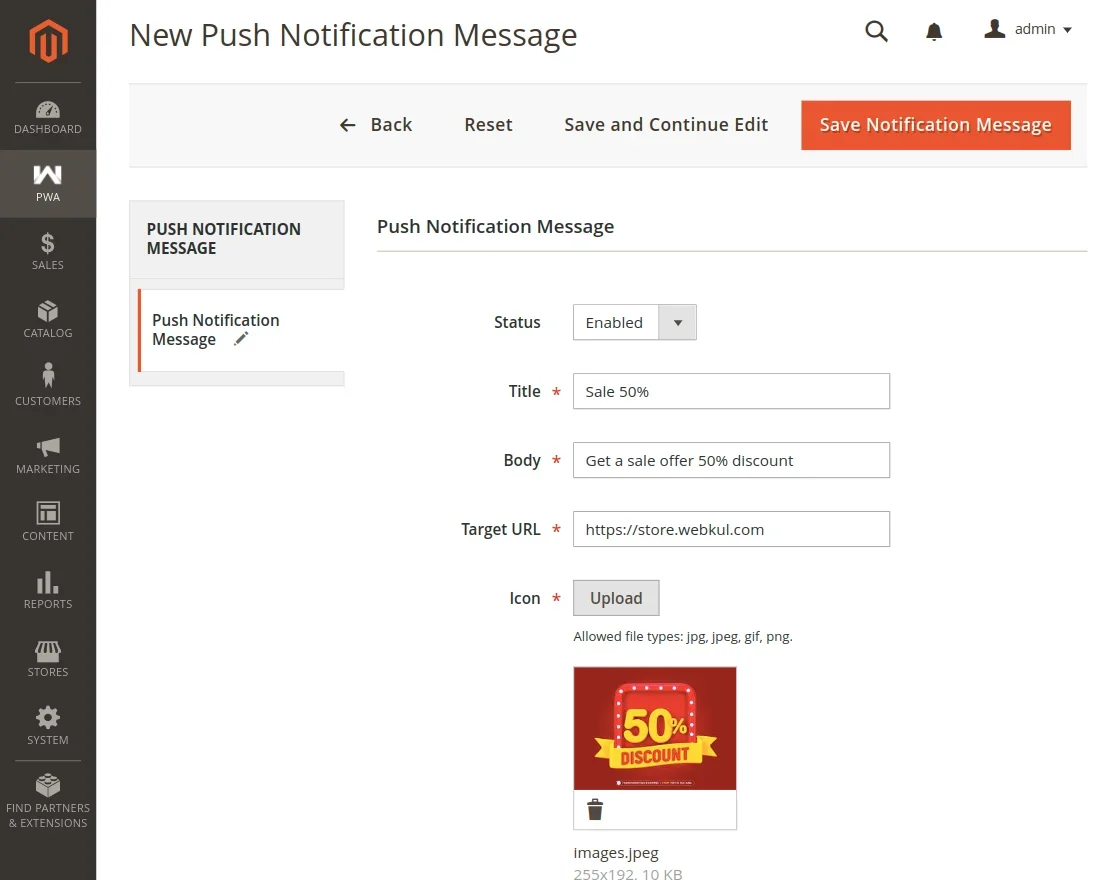 New Push Notification Message
admin
DASHBOARD
PWA
SALES
CATALOG
CUSTOMERS
MARKETING
CONTENT
REPORTS
STORES
SYSTEM
FIND PARTNERS
& EXTENSIONS
Back
Reset
Save and Continue Edit
Save Notification Message
PUSH NOTIFICATION
MESSAGE
Push Notification
Message
Push Notification Message
Status
Enabled
Title *
Sale 50%
Body *
Get a sale offer 50% discount
Target URL *
https://store.webkul.com
Icon *
Upload
Allowed file types: jpg, jpeg, gif, png.
50%
DISCOUNT
images.jpeg
255x192, 10 KB